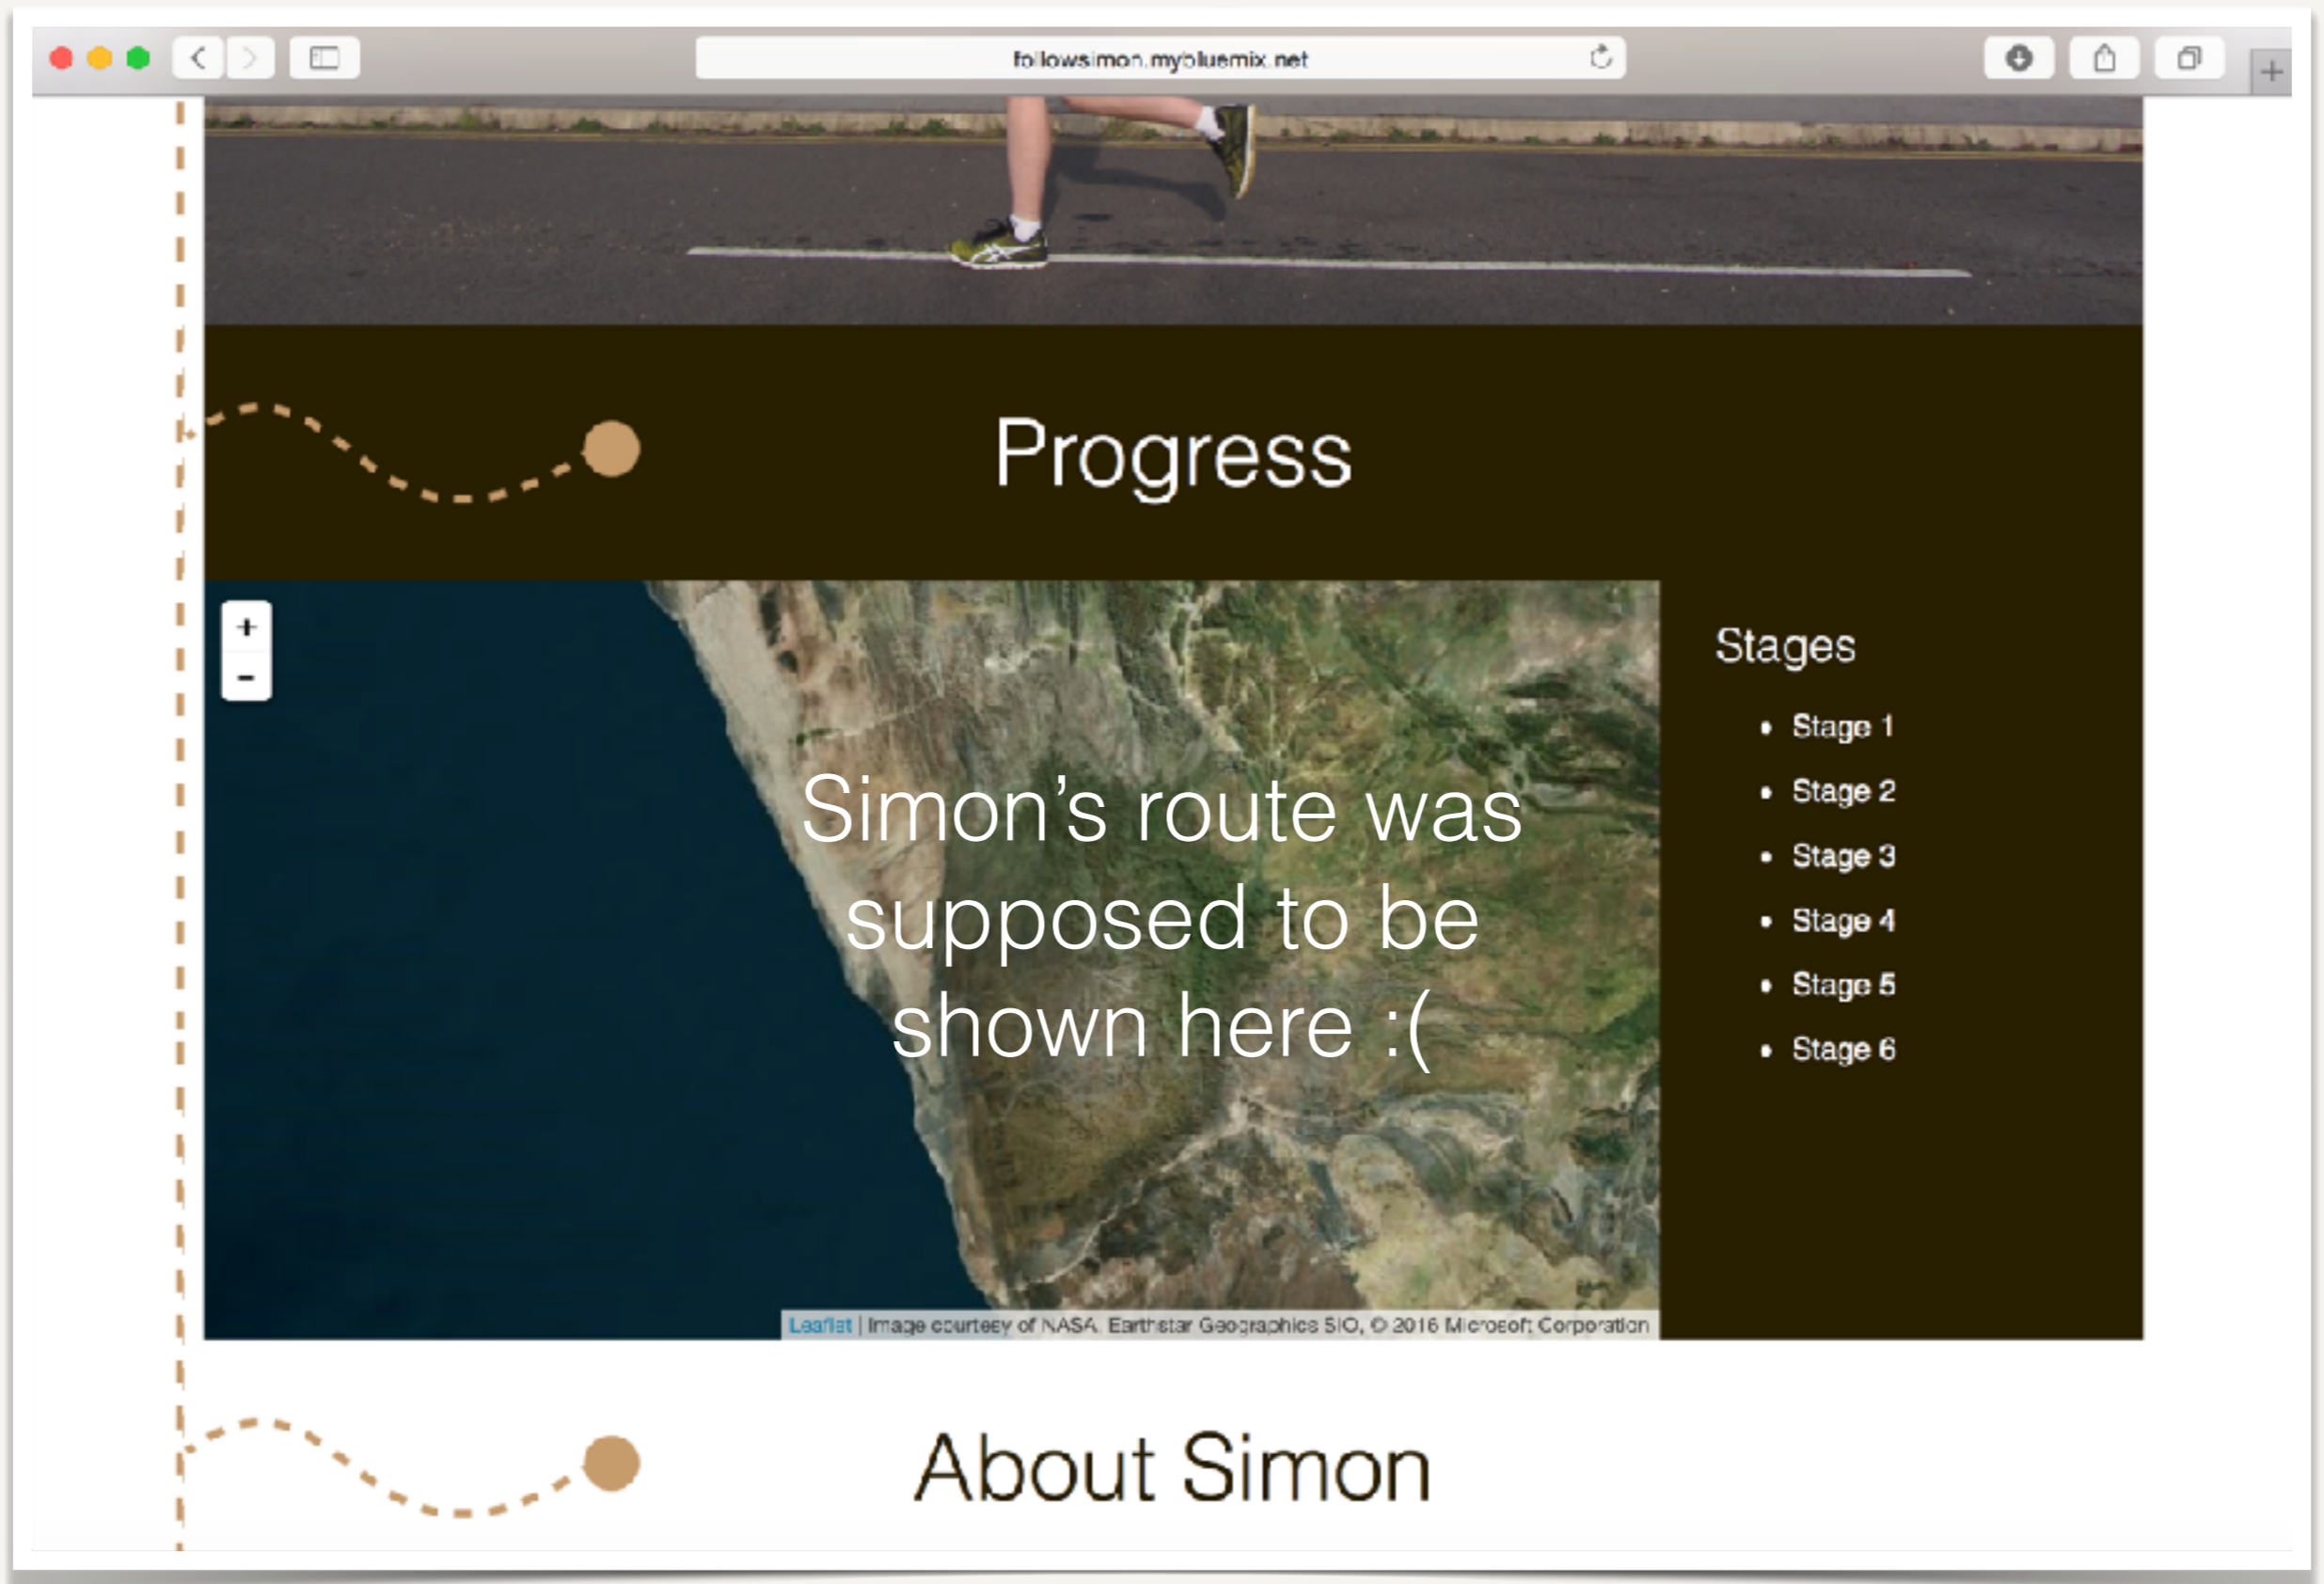 followsimon.mybluemix.net
Progress
Stages
• Stage 1
• Stage 2
• Stage 3
• Stage 4
• Stage 5
• Stage 6
Simon’s route was
supposed to be
shown here :(
Leaflet | Image courtesy of NASA, Earthstar Geographics SIO, © 2016 Microsoft Corporation
About Simon